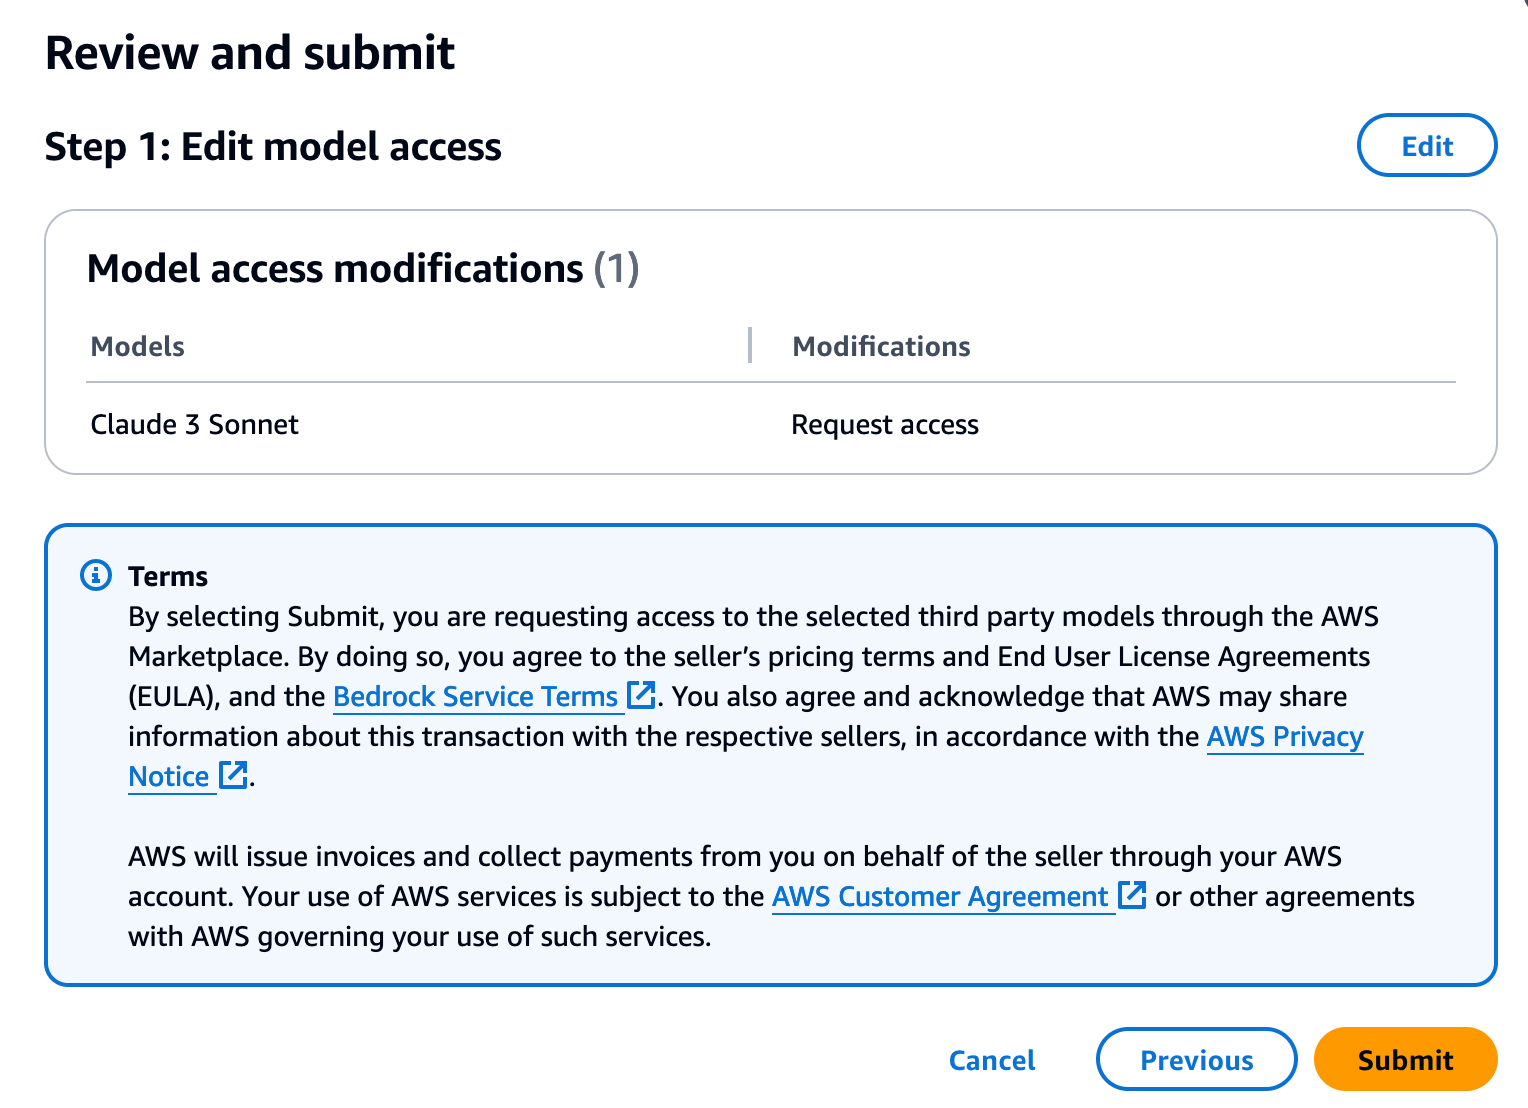 Review and submit
Step 1: Edit model access
Edit
Model access modifications (1)
Models
Modifications
Claude 3 Sonnet
Request access
Terms
By selecting Submit, you are requesting access to the selected third party models through the AWS
Marketplace. By doing so, you agree to the seller’s pricing terms and End User License Agreements
(EULA), and the Bedrock Service Terms. You also agree and acknowledge that AWS may share
information about this transaction with the respective sellers, in accordance with the AWS Privacy
Notice.
AWS will issue invoices and collect payments from you on behalf of the seller through your AWS
account. Your use of AWS services is subject to the AWS Customer Agreement or other agreements
with AWS governing your use of such services.
Cancel
Previous
Submit